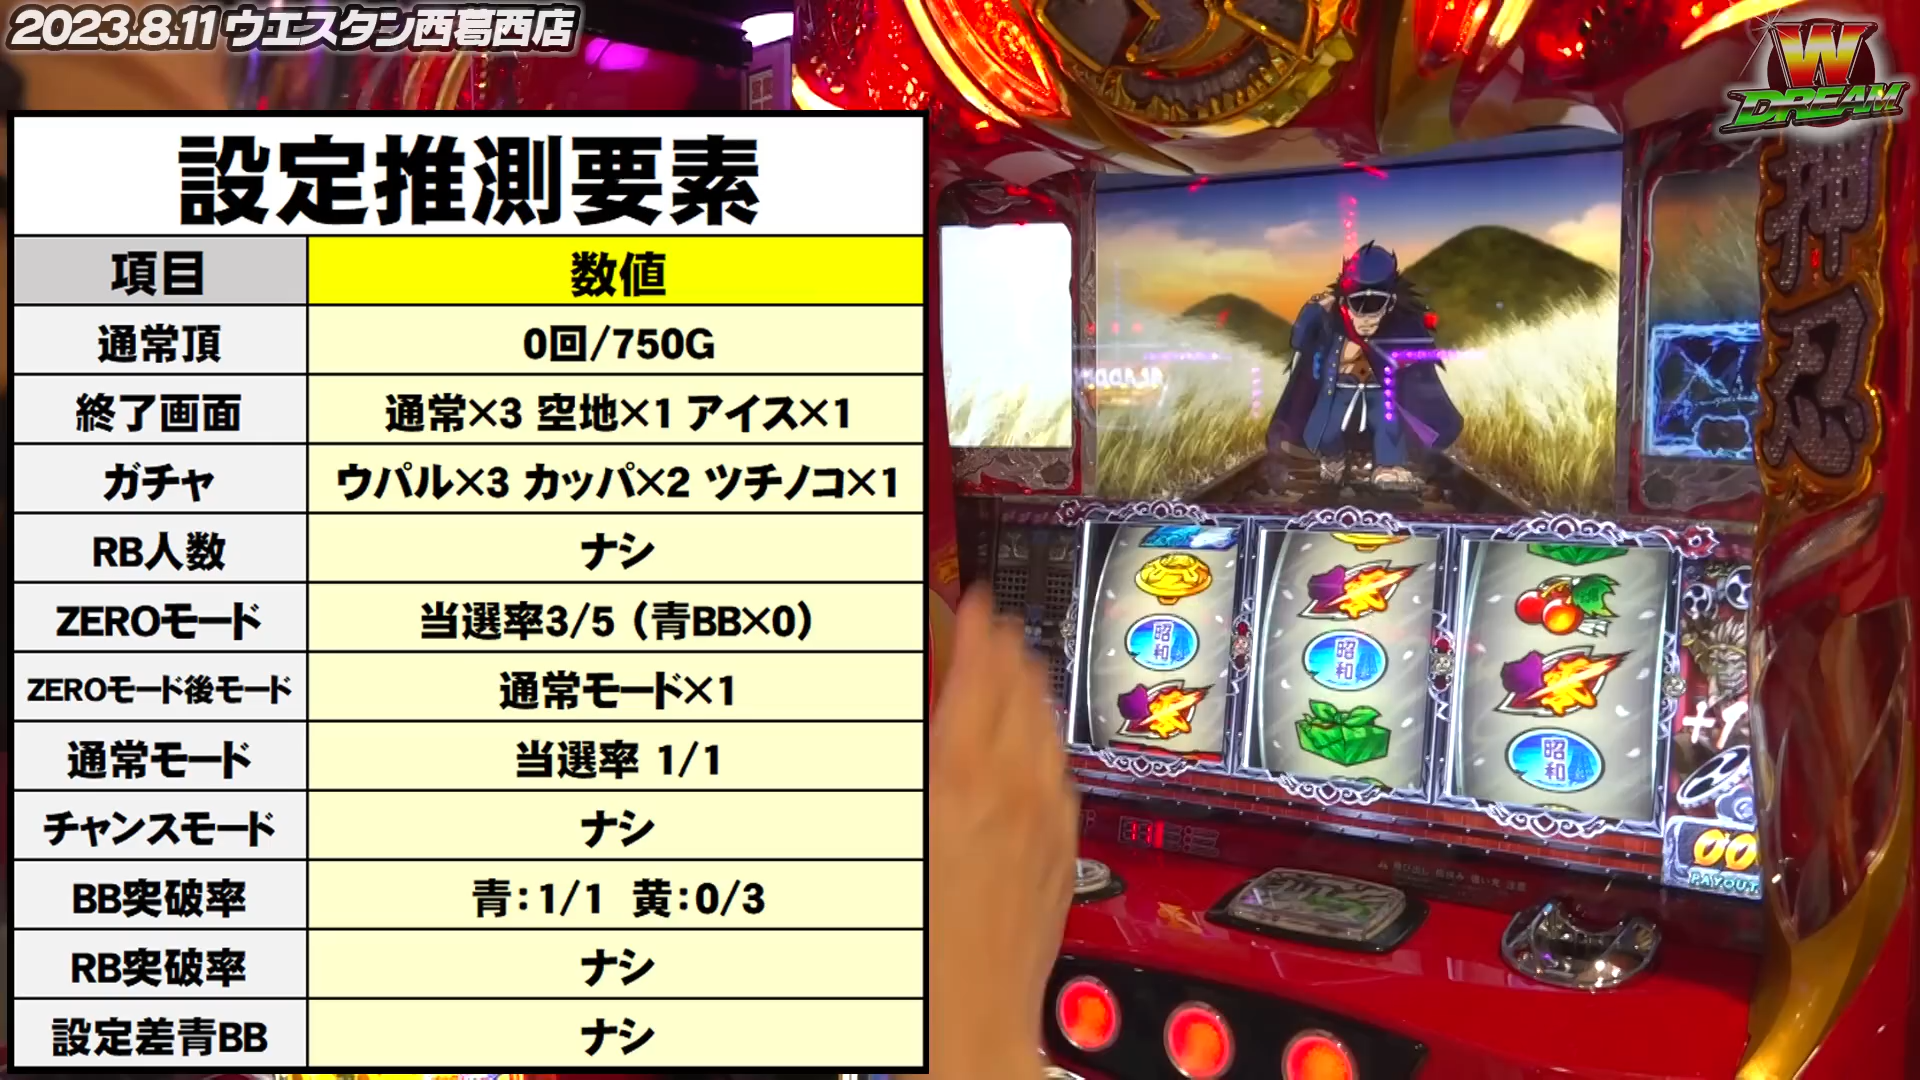 2023.8.11 ウエスタン西葛西店
W
DREAM
設定推測要素
項目 数値
通常頂 0回/750G
終了画面 通常×3 空地×1 アイス×1
ガチャ ウパル×3 カッパ×2 ツチノコ×1
RB人数 ナシ
ZEROモード 当選率3/5 (青BB×0)
ZEROモード後モード 通常モード×1
通常モード 当選率 1/1
チャンスモード ナシ
BB突破率 青:1/1 黄:0/3
RB突破率 ナシ
設定差青BB ナシ
押忍
昭和
昭和
昭和
PAYOUT